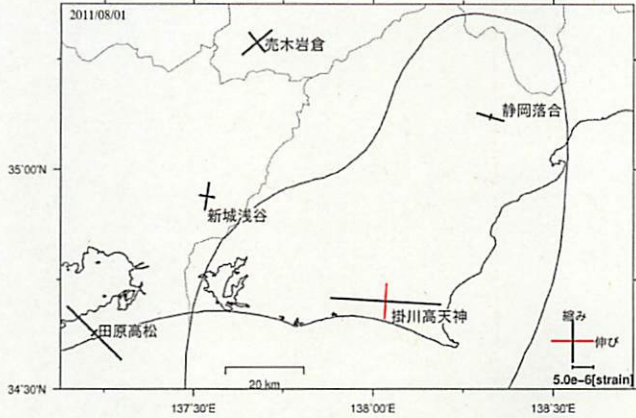 2011/08/01
売木岩倉
静岡落合
35°00'N
新城浅谷
掛川高天神
田原高松
縮み
伸び
5.0e-6[strain]
20 km
34°30'N
137°30'E
138°00'E
138°30'E